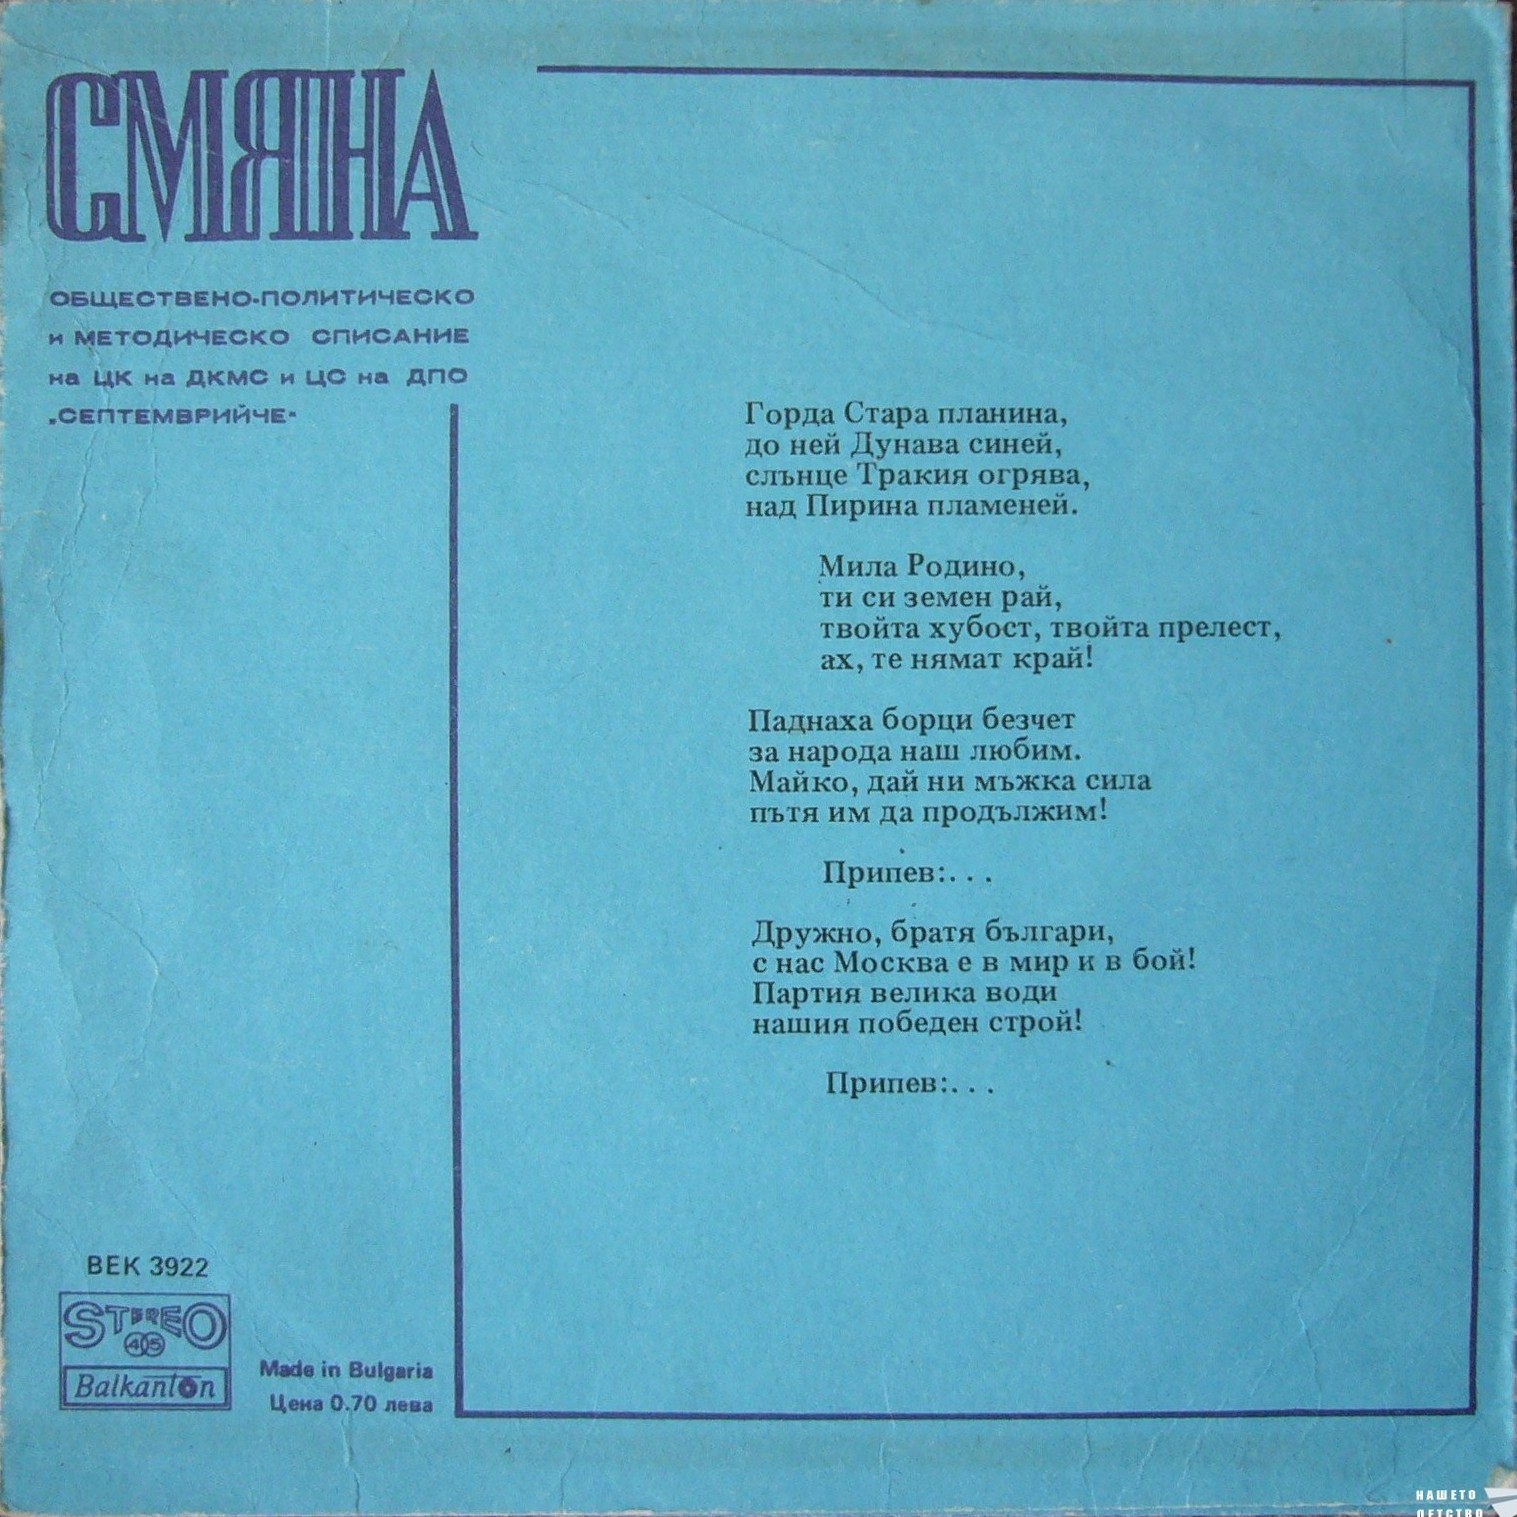 СМЯНА
ОБЩЕСТВЕНО-ПОЛИТИЧЕСКО
и МЕТОДИЧЕСКО СПИСАНИЕ
на ЦК на ДКМС и ЦС на ДПО
„СЕПТЕМВРИЙЧЕ“
Горда Стара планина,
до ней Дунава синей,
слънце Тракия огрява,
над Пирина пламеней.
Мила Родино,
ти си земен рай,
твойта хубост, твойта прелест,
ах, те нямат край!
Паднаха борци безчет
за народа наш любим.
Майко, дай ни мъжка сила
пътя им да продължим!
Припев:. . .
Дружно, братя българи,
с нас Москва е в мир и в бой!
Партия велика води
нашия победен строй!
Припев:. . .
ВЕК 3922
STEREO
45
Balkanton
Made in Bulgaria
Цена 0.70 лева
НАШЕТО
ДЕТСТВО